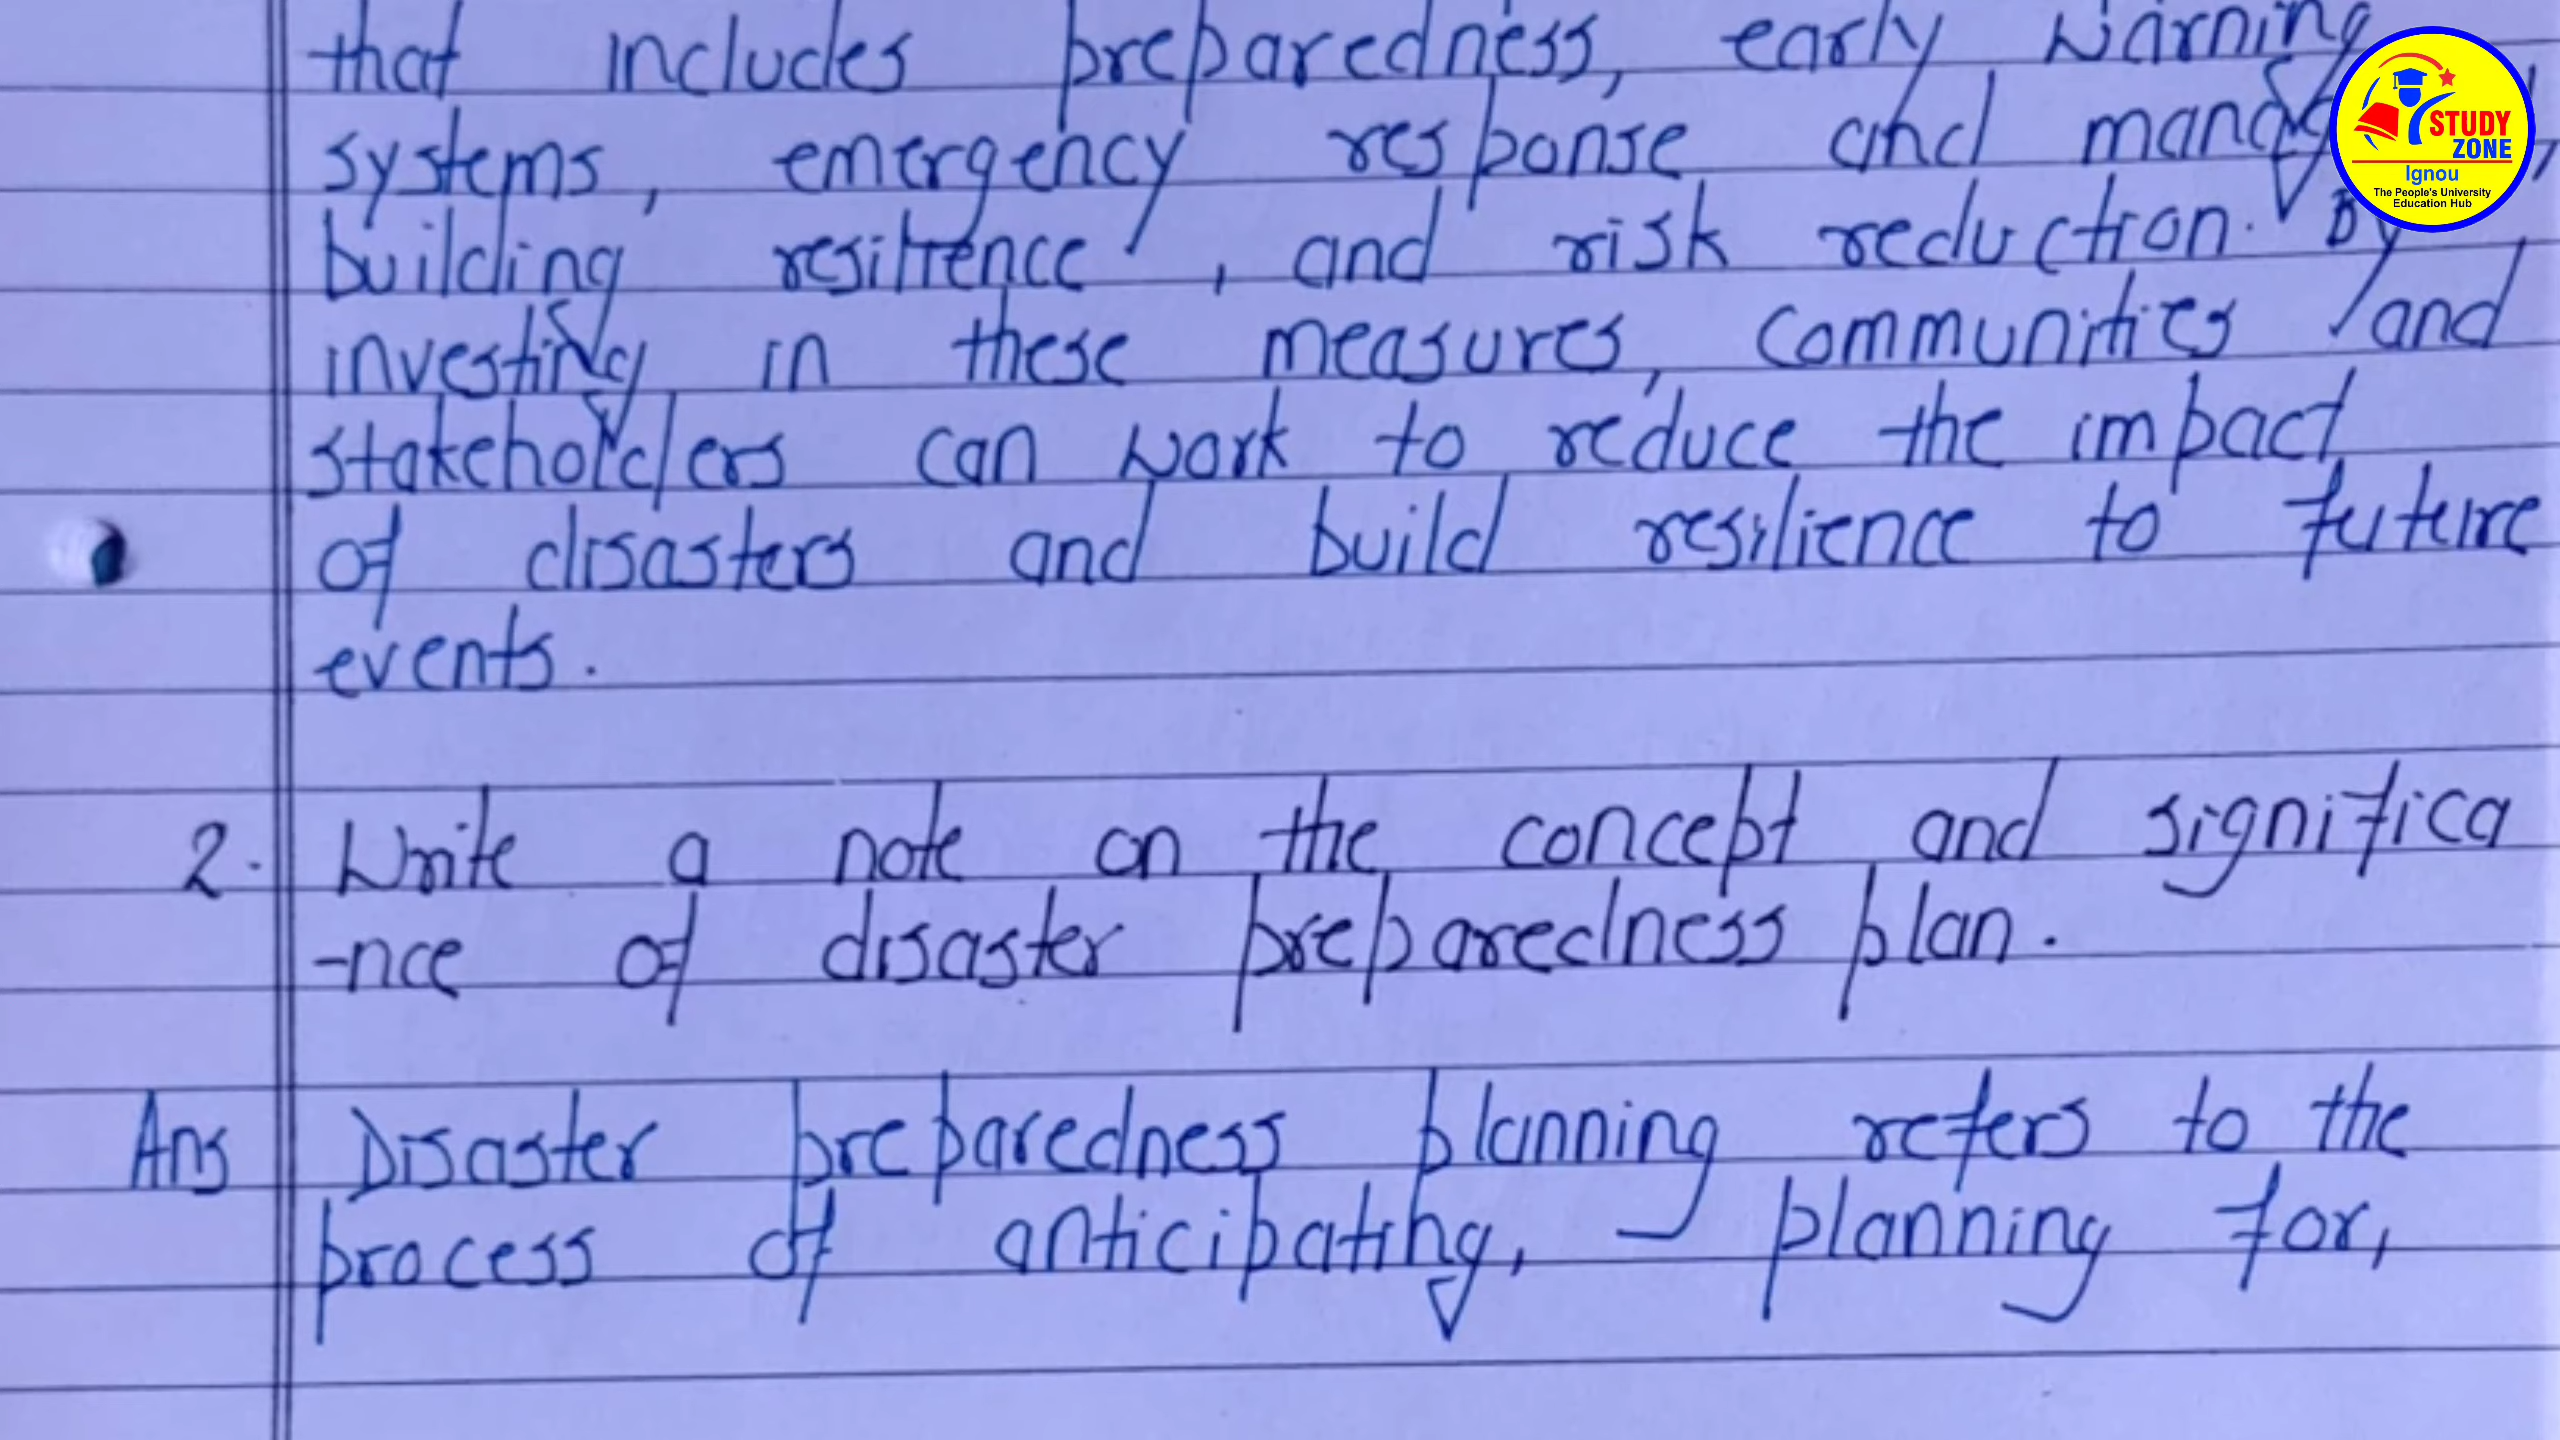 that includes preparedness, early warning
systems, emergency response and
building resilience, and risk reduction. By
investing in these measures, communities and
stakeholders can work to reduce the impact
of disasters and build resilience to future
events.
2. Write a note on the concept and significa
-nce of disaster preparedness plan.
Ans Disaster preparedness planning refers to the
process of anticipating, planning for,
STUDY
ZONE
Ignou
The People's University
Education Hub